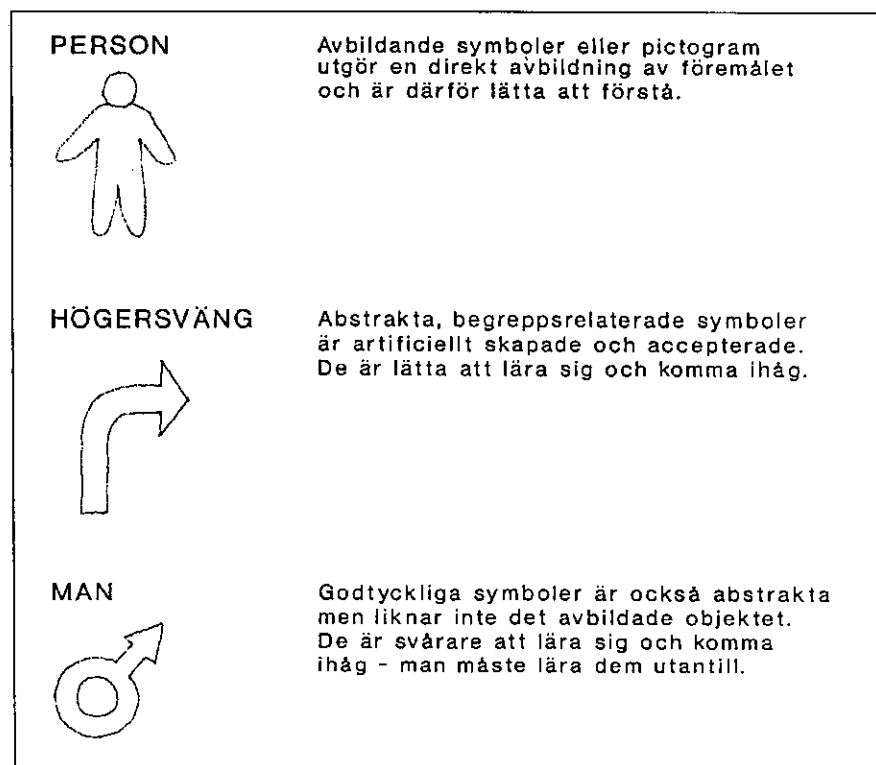 PERSON
Avbildande symboler eller pictogram
utgör en direkt avbildning av föremålet
och är därför lätta att förstå.
HÖGERSVÄNG
Abstrakta, begreppsrelaterade symboler
är artificiellt skapade och accepterade.
De är lätta att lära sig och komma ihåg.
MAN
Godtyckliga symboler är också abstrakta
men liknar inte det avbildade objektet.
De är svårare att lära sig och komma
ihåg - man måste lära dem utantill.